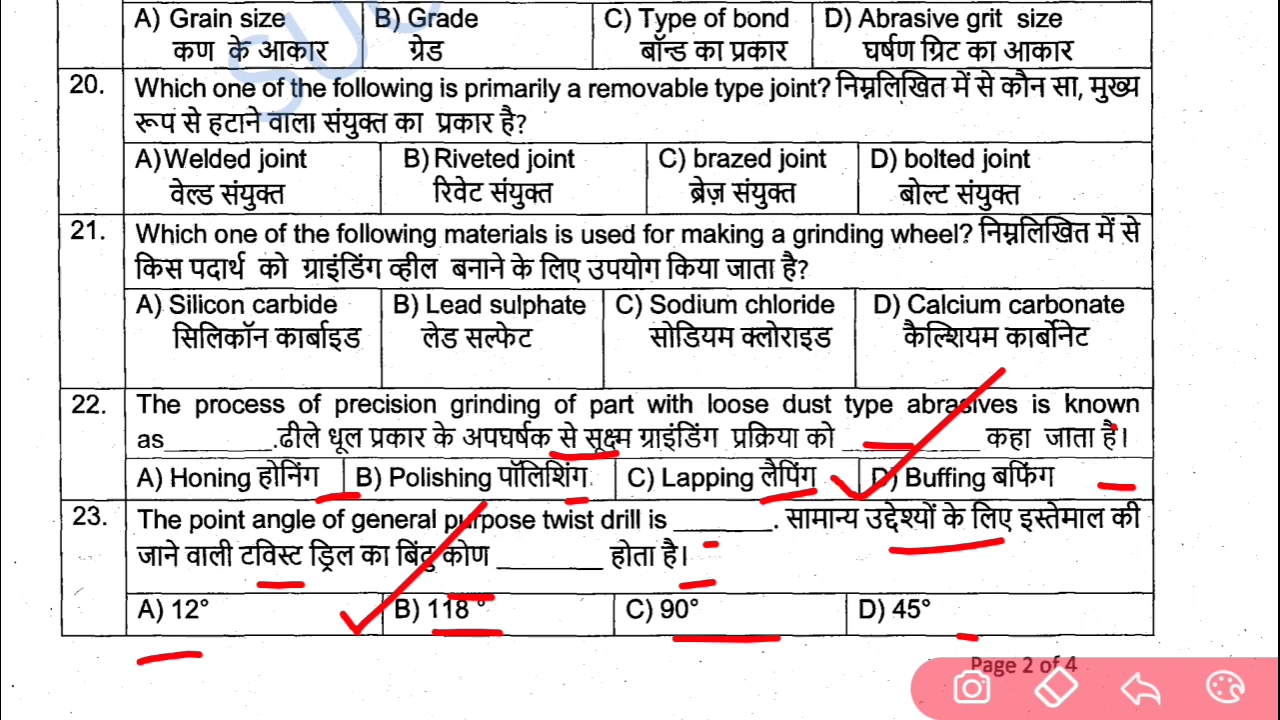 A) Grain size B) Grade C) Type of bond D) Abrasive grit size
कण के आकार ग्रेड बॉन्ड का प्रकार घर्षण ग्रिट का आकार
20. Which one of the following is primarily a removable type joint? निम्नलिखित में से कौन सा, मुख्य
रूप से हटाने वाला संयुक्त का प्रकार है?
A) Welded joint B) Riveted joint C) brazed joint D) bolted joint
वेल्ड संयुक्त रिवेट संयुक्त ब्रेज़ संयुक्त बोल्ट संयुक्त
21. Which one of the following materials is used for making a grinding wheel? निम्नलिखित में से
किस पदार्थ को ग्राइंडिंग व्हील बनाने के लिए उपयोग किया जाता है?
A) Silicon carbide B) Lead sulphate C) Sodium chloride D) Calcium carbonate
सिलिकॉन कार्बाइड लेड सल्फेट सोडियम क्लोराइड कैल्शियम कार्बोनेट
22. The process of precision grinding of part with loose dust type abrasives is known
as________.ढीले धूल प्रकार के अपघर्षक से सूक्ष्म ग्राइंडिंग प्रक्रिया को __________ कहा जाता है।
A) Honing होनिंग B) Polishing पॉलिशिंग C) Lapping लैपिंग D) Buffing बफिंग
23. The point angle of general purpose twist drill is ________. सामान्य उद्देश्यों के लिए इस्तेमाल की
जाने वाली टविस्ट ड्रिल का बिंदु कोण ________ होता है।
A) 12° B) 118 ° C) 90° D) 45°
Page 2 of 4